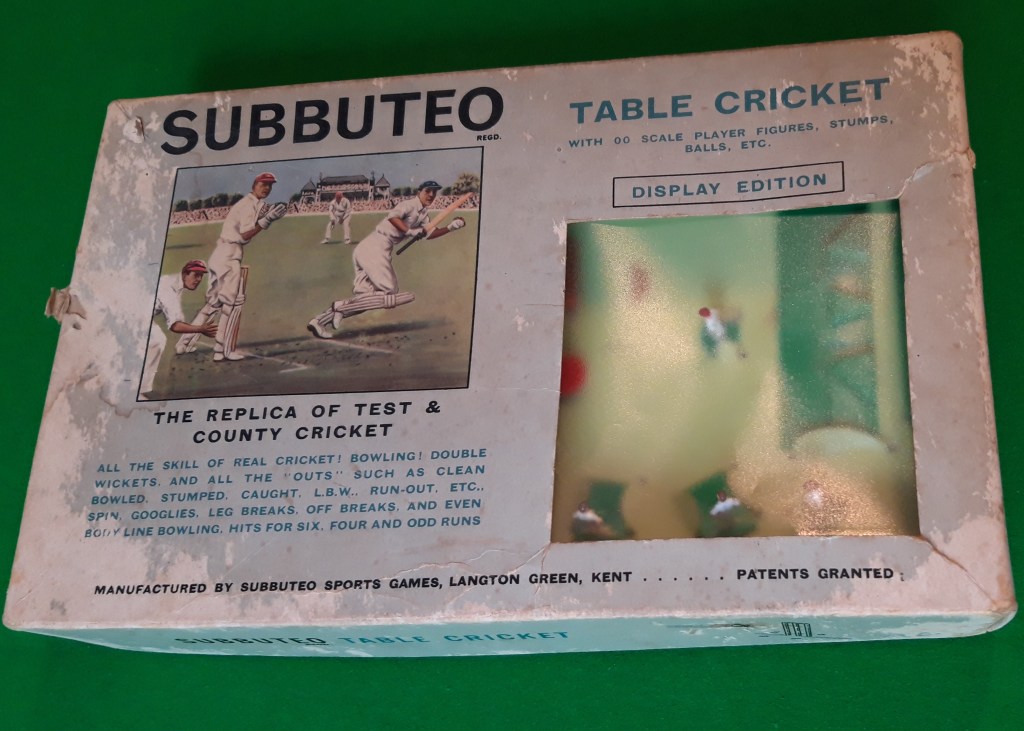 SUBBUTEO
REGD.
TABLE CRICKET
WITH 00 SCALE PLAYER FIGURES, STUMPS,
BALLS, ETC.
DISPLAY EDITION
THE REPLICA OF TEST &
COUNTY CRICKET
ALL THE SKILL OF REAL CRICKET! BOWLING! DOUBLE
WICKETS. AND ALL THE "OUTS" SUCH AS CLEAN
BOWLED. STUMPED. CAUGHT. L.B.W.. RUN-OUT. ETC..
SPIN. GOOGLIES. LEG BREAKS. OFF BREAKS. AND EVEN
BODY LINE BOWLING. HITS FOR SIX. FOUR AND ODD RUNS
MANUFACTURED BY SUBBUTEO SPORTS GAMES, LANGTON GREEN, KENT . . . . . . PATENTS GRANTED
SUBBUTEO TABLE CRICKET